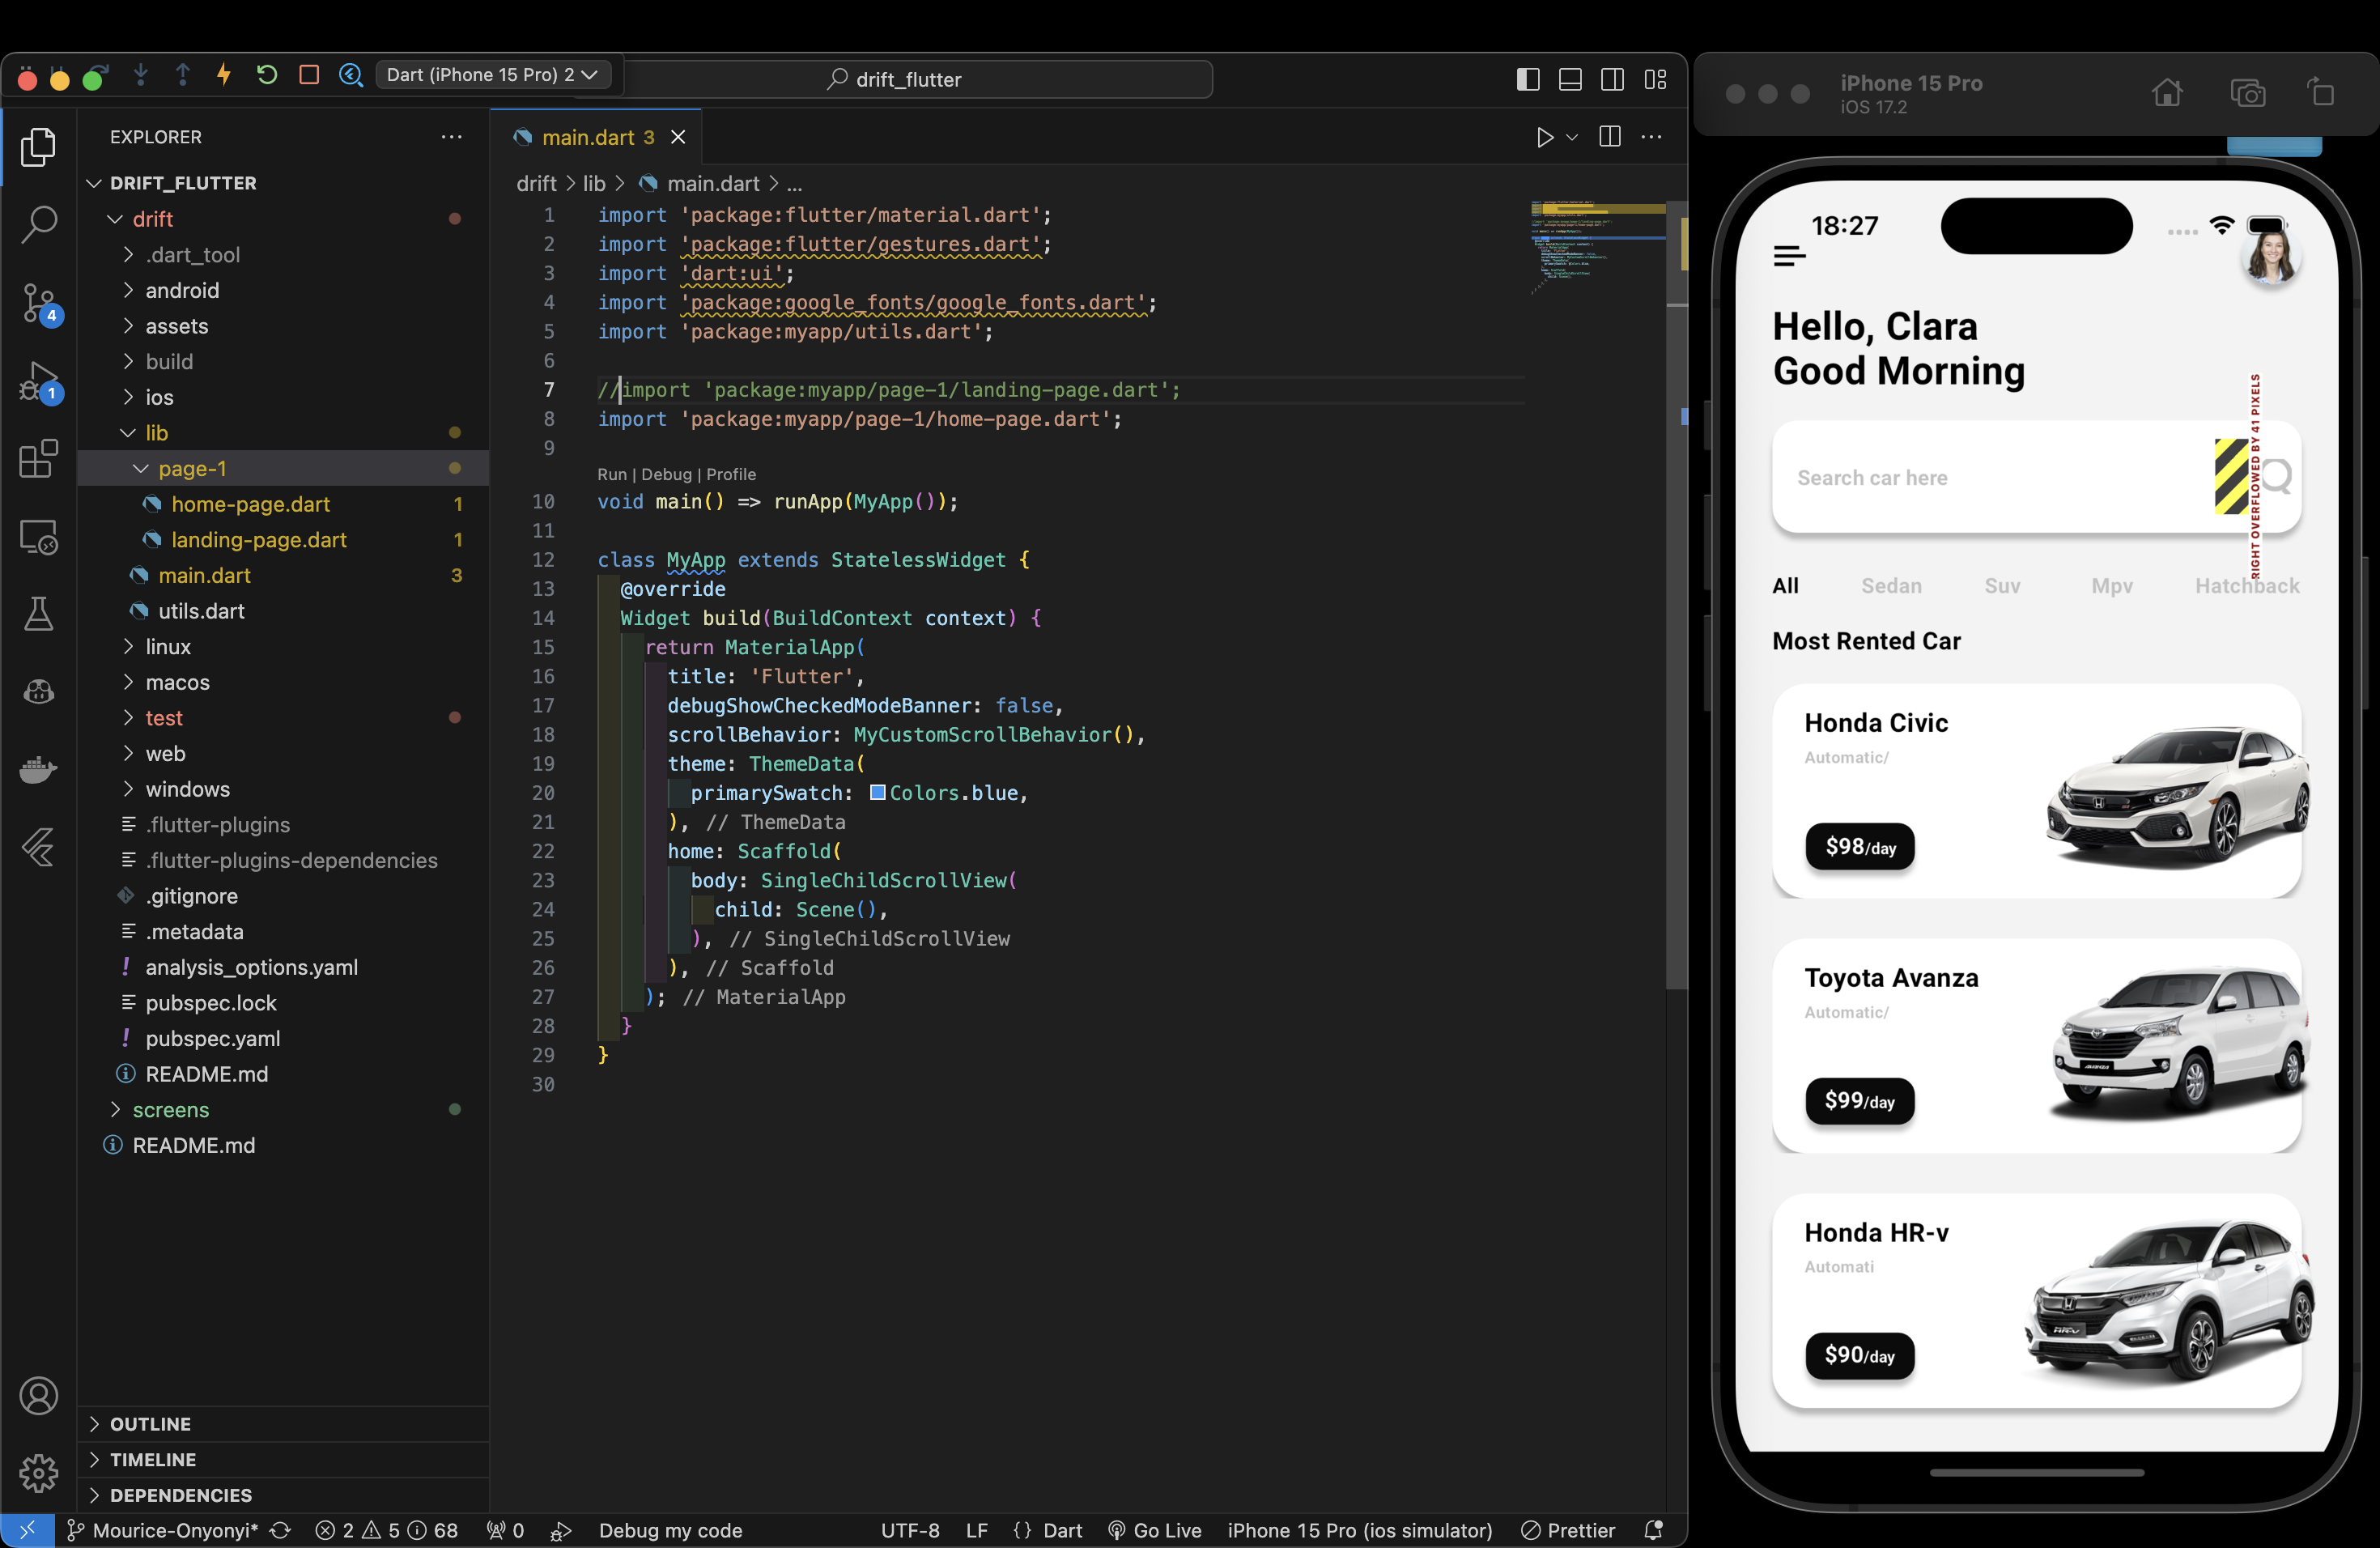 Dart (iPhone 15 Pro) 2
drift_flutter
EXPLORER
DRIFT_FLUTTER
drift
.dart_tool
android
assets
build
ios
lib
page-1
home-page.dart 1
landing-page.dart 1
main.dart 3
utils.dart
linux
macos
test
web
windows
.flutter-plugins
.flutter-plugins-dependencies
.gitignore
.metadata
! analysis_options.yaml
pubspec.lock
! pubspec.yaml
README.md
screens
README.md
OUTLINE
TIMELINE
DEPENDENCIES
4
1
main.dart 3
drift > lib > main.dart > ...
1 import 'package:flutter/material.dart';
2 import 'package:flutter/gestures.dart';
3 import 'dart:ui';
4 import 'package:google_fonts/google_fonts.dart';
5 import 'package:myapp/utils.dart';
6
7 //import 'package:myapp/page-1/landing-page.dart';
8 import 'package:myapp/page-1/home-page.dart';
9
Run | Debug | Profile
10 void main() => runApp(MyApp());
11
12 class MyApp extends StatelessWidget {
13 @override
14 Widget build(BuildContext context) {
15 return MaterialApp(
16 title: 'Flutter',
17 debugShowCheckedModeBanner: false,
18 scrollBehavior: MyCustomScrollBehavior(),
19 theme: ThemeData(
20 primarySwatch: Colors.blue,
21 ), // ThemeData
22 home: Scaffold(
23 body: SingleChildScrollView(
24 child: Scene(),
25 ), // SingleChildScrollView
26 ), // Scaffold
27 ); // MaterialApp
28 }
29 }
30
Mourice-Onyonyi* 2 5 68 0 Debug my code UTF-8 LF {} Dart Go Live iPhone 15 Pro (ios simulator) Prettier
iPhone 15 Pro
iOS 17.2
18:27
Hello, Clara
Good Morning
Search car here
RIGHT OVERFLOWED BY 41 PIXELS
All Sedan Suv Mpv Hatchback
Most Rented Car
Honda Civic
Automatic/
$98/day
Toyota Avanza
Automatic/
AVANZA
$99/day
Honda HR-v
Automati
HR-V
$90/day